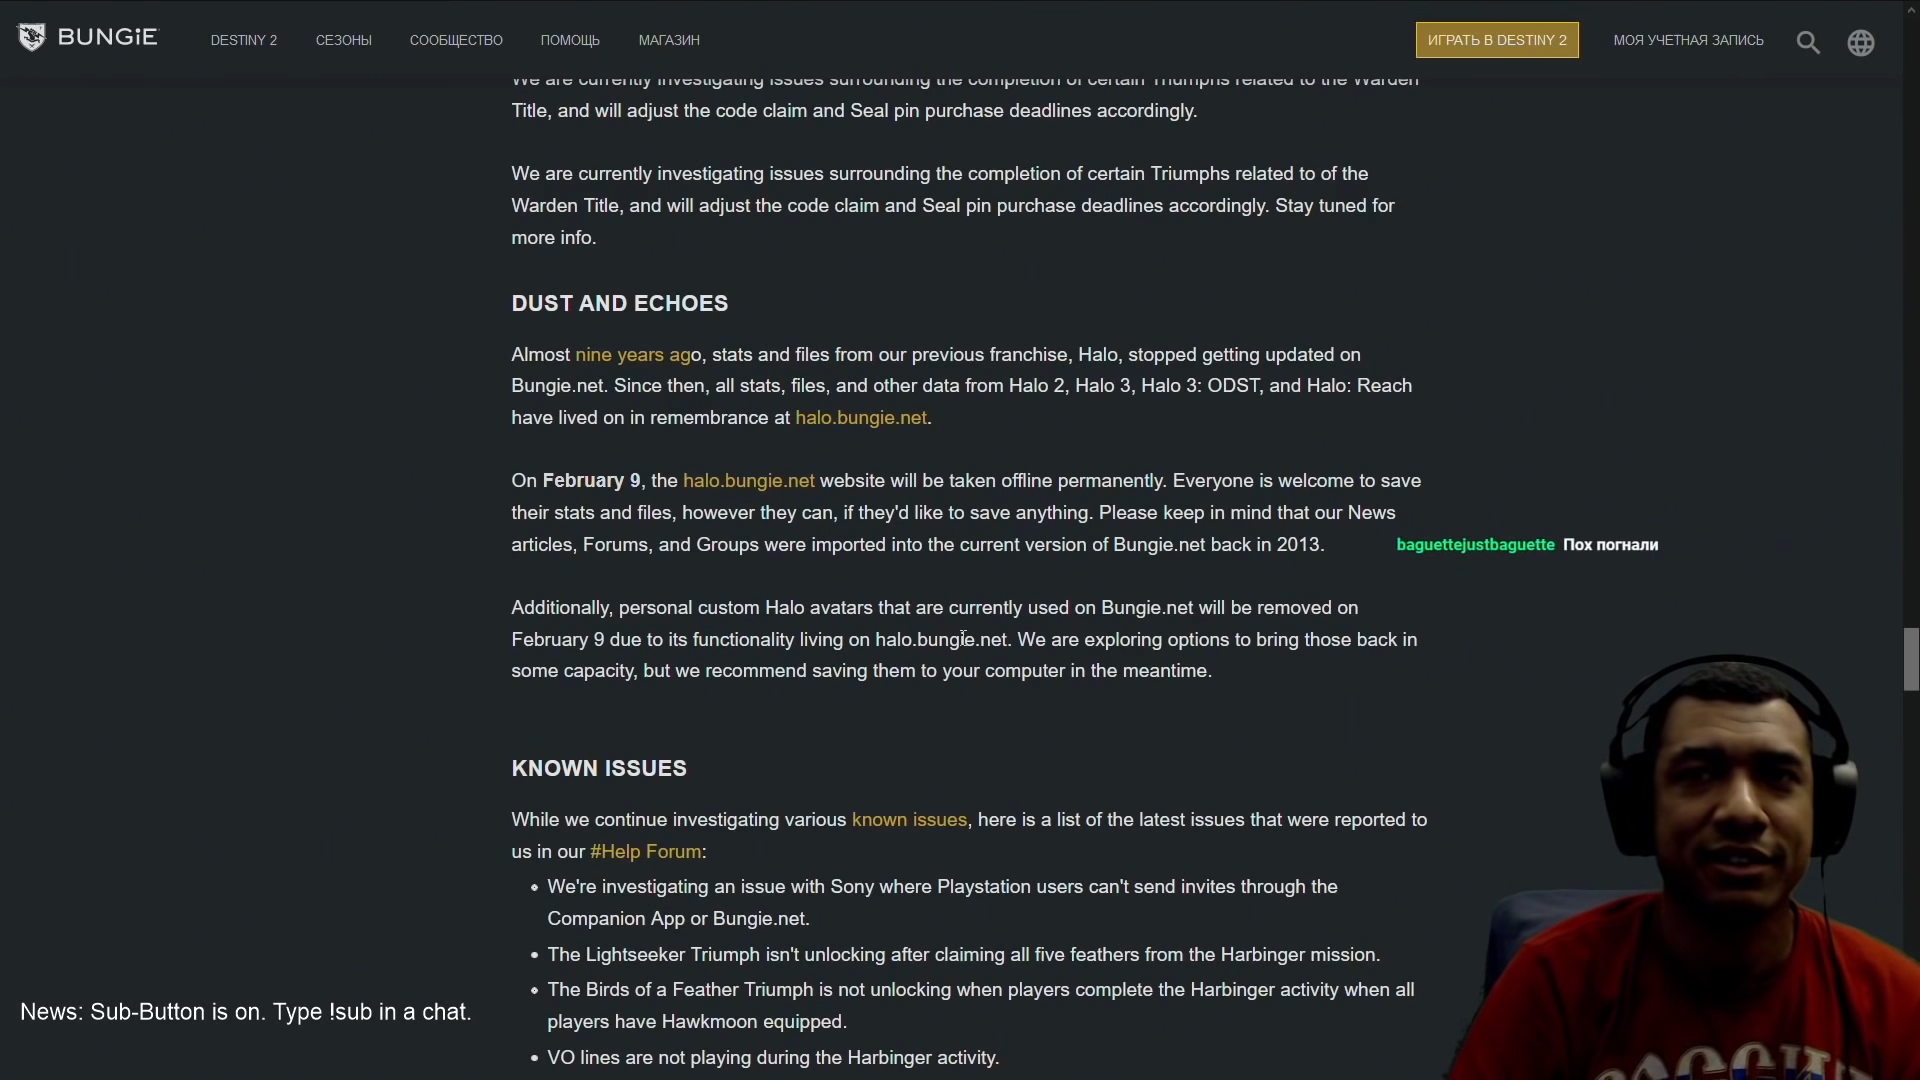 BUNGiE
DESTINY 2
СЕЗОНЫ
СООБЩЕСТВО
ПОМОЩЬ
МАГАЗИН
ИГРАТЬ В DESTINY 2
МОЯ УЧЕТНАЯ ЗАПИСЬ
We are currently investigating issues surrounding the completion of certain Triumphs related to the Warden
Title, and will adjust the code claim and Seal pin purchase deadlines accordingly.
We are currently investigating issues surrounding the completion of certain Triumphs related to of the
Warden Title, and will adjust the code claim and Seal pin purchase deadlines accordingly. Stay tuned for
more info.
DUST AND ECHOES
Almost nine years ago, stats and files from our previous franchise, Halo, stopped getting updated on
Bungie.net. Since then, all stats, files, and other data from Halo 2, Halo 3, Halo 3: ODST, and Halo: Reach
have lived on in remembrance at halo.bungie.net.
On February 9, the halo.bungie.net website will be taken offline permanently. Everyone is welcome to save
their stats and files, however they can, if they'd like to save anything. Please keep in mind that our News
articles, Forums, and Groups were imported into the current version of Bungie.net back in 2013.
baguettejustbaguette Пох погнали
Additionally, personal custom Halo avatars that are currently used on Bungie.net will be removed on
February 9 due to its functionality living on halo.bungie.net. We are exploring options to bring those back in
some capacity, but we recommend saving them to your computer in the meantime.
KNOWN ISSUES
While we continue investigating various known issues, here is a list of the latest issues that were reported to
us in our #Help Forum:
• We're investigating an issue with Sony where Playstation users can't send invites through the
Companion App or Bungie.net.
• The Lightseeker Triumph isn't unlocking after claiming all five feathers from the Harbinger mission.
• The Birds of a Feather Triumph is not unlocking when players complete the Harbinger activity when all
players have Hawkmoon equipped.
• VO lines are not playing during the Harbinger activity.
News: Sub-Button is on. Type !sub in a chat.